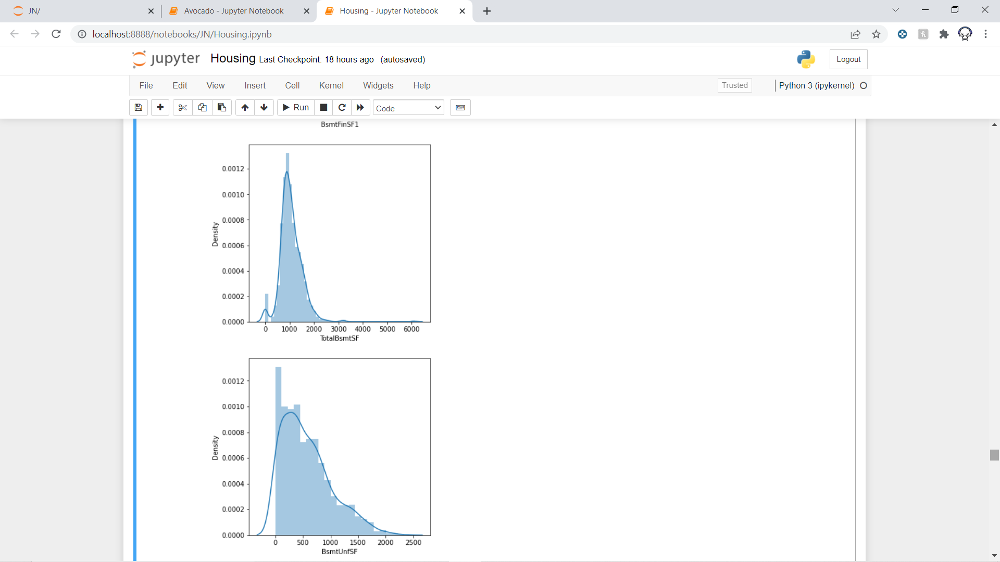 JN/ Avocado - Jupyter Notebook Housing - Jupyter Notebook
localhost:8888/notebooks/JN/Housing.ipynb
jupyter Housing Last Checkpoint: 18 hours ago (autosaved) Logout
File Edit View Insert Cell Kernel Widgets Help Trusted Python 3 (ipykernel)
Run Code
BsmtFinSF1
0.0012
0.0010
0.0008
Density
0.0006
0.0004
0.0002
0.0000
0 1000 2000 3000 4000 5000 6000
TotalBsmtSF
0.0012
0.0010
0.0008
Density
0.0006
0.0004
0.0002
0.0000
0 500 1000 1500 2000 2500
BsmtUnfSF